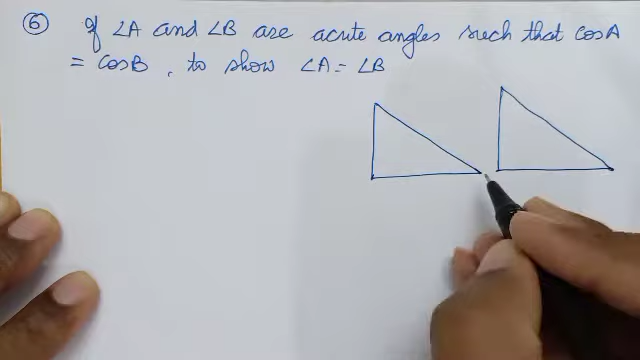 ⑥ If ∠A and ∠B are acute angles such that cosA
= cosB, to show ∠A = ∠B